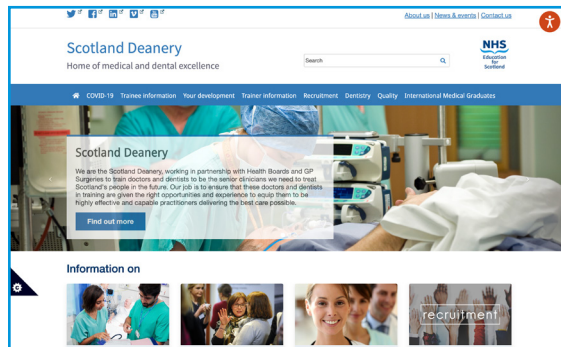 About us | News & events | Contact us
Scotland Deanery
Home of medical and dental excellence
Search
NHS
Education
for
Scotland
COVID-19 Trainee information Your development Trainer information Recruitment Dentistry Quality International Medical Graduates
Scotland Deanery
We are the Scotland Deanery, working in partnership with Health Boards and GP
Surgeries to train doctors and dentists to be the senior clinicians we need to treat
Scotland's people in the future. Our job is to ensure that these doctors and dentists
in training are given the right opportunities and experience to equip them to be
highly effective and capable practitioners delivering the best care possible.
Find out more
Information on
recruitment